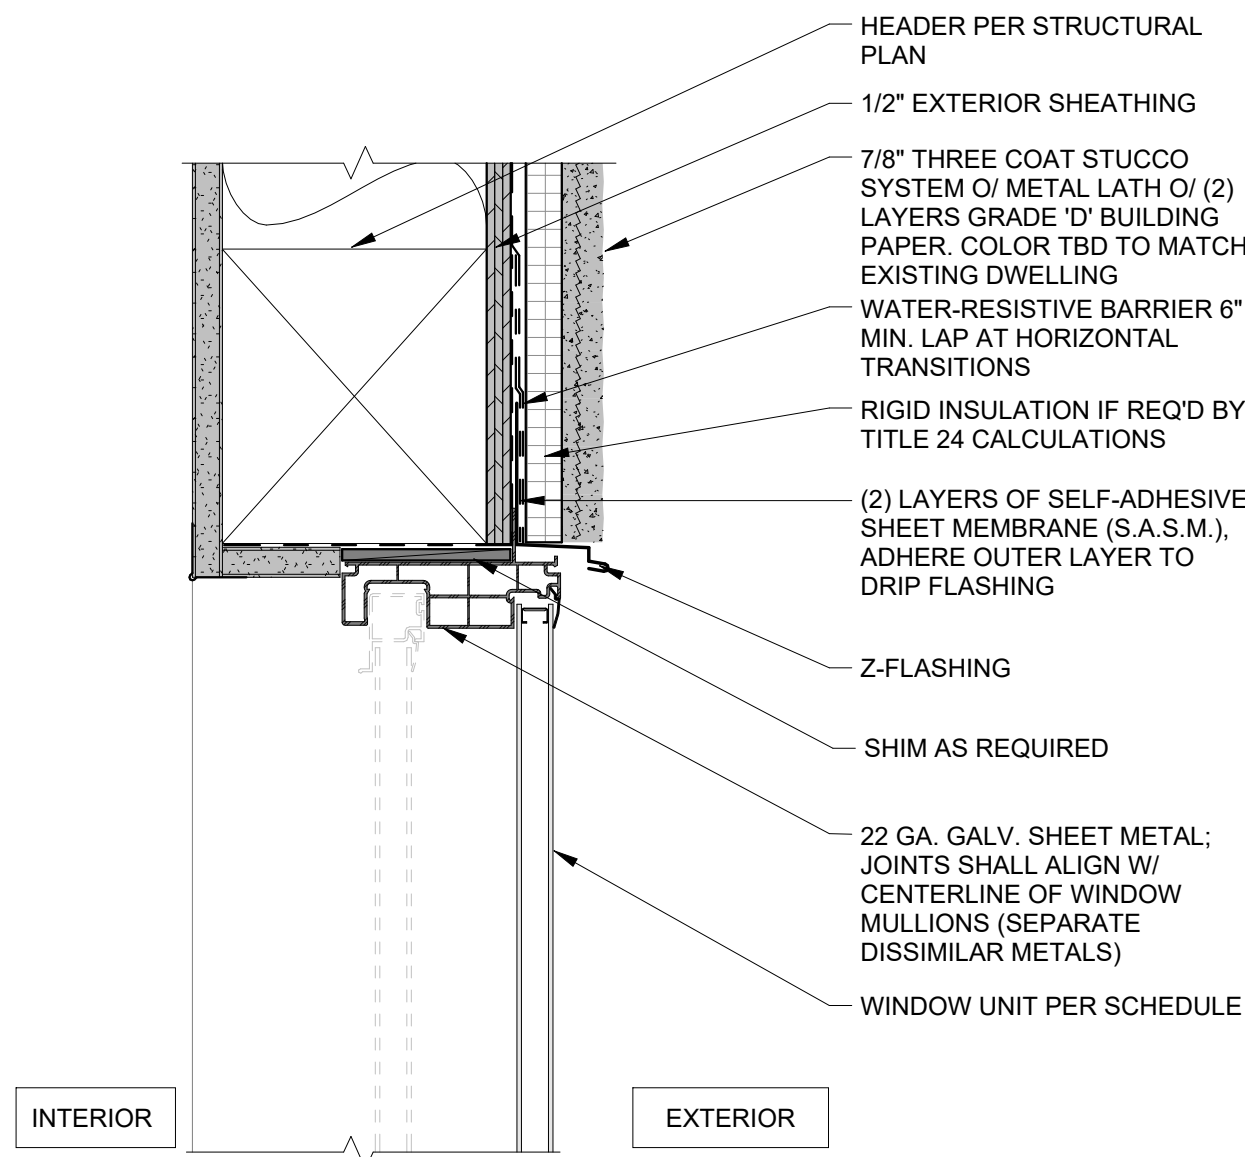 HEADER PER STRUCTURAL
PLAN
1/2" EXTERIOR SHEATHING
7/8" THREE COAT STUCCO
SYSTEM O/ METAL LATH O/ (2)
LAYERS GRADE 'D' BUILDING
PAPER. COLOR TBD TO MATCH
EXISTING DWELLING
WATER-RESISTIVE BARRIER 6"
MIN. LAP AT HORIZONTAL
TRANSITIONS
RIGID INSULATION IF REQ'D BY
TITLE 24 CALCULATIONS
(2) LAYERS OF SELF-ADHESIVE
SHEET MEMBRANE (S.A.S.M.),
ADHERE OUTER LAYER TO
DRIP FLASHING
Z-FLASHING
SHIM AS REQUIRED
22 GA. GALV. SHEET METAL;
JOINTS SHALL ALIGN W/
CENTERLINE OF WINDOW
MULLIONS (SEPARATE
DISSIMILAR METALS)
WINDOW UNIT PER SCHEDULE
INTERIOR
EXTERIOR